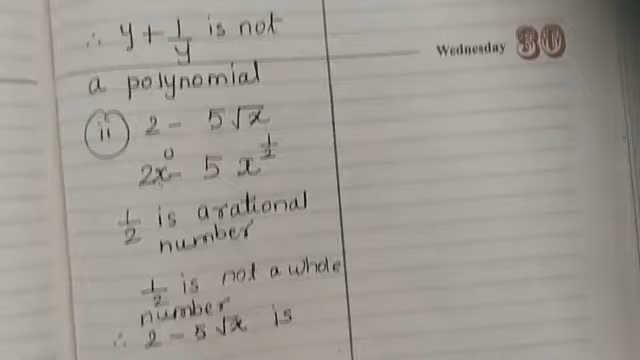 ∴ y + 1/y is not
a polynomial
Wednesday 30
(ii) 2 - 5√x
2x⁰- 5 x^1/2
1/2 is a rational
number
1/2 is not a whole
number
∴ 2 - 5√x is